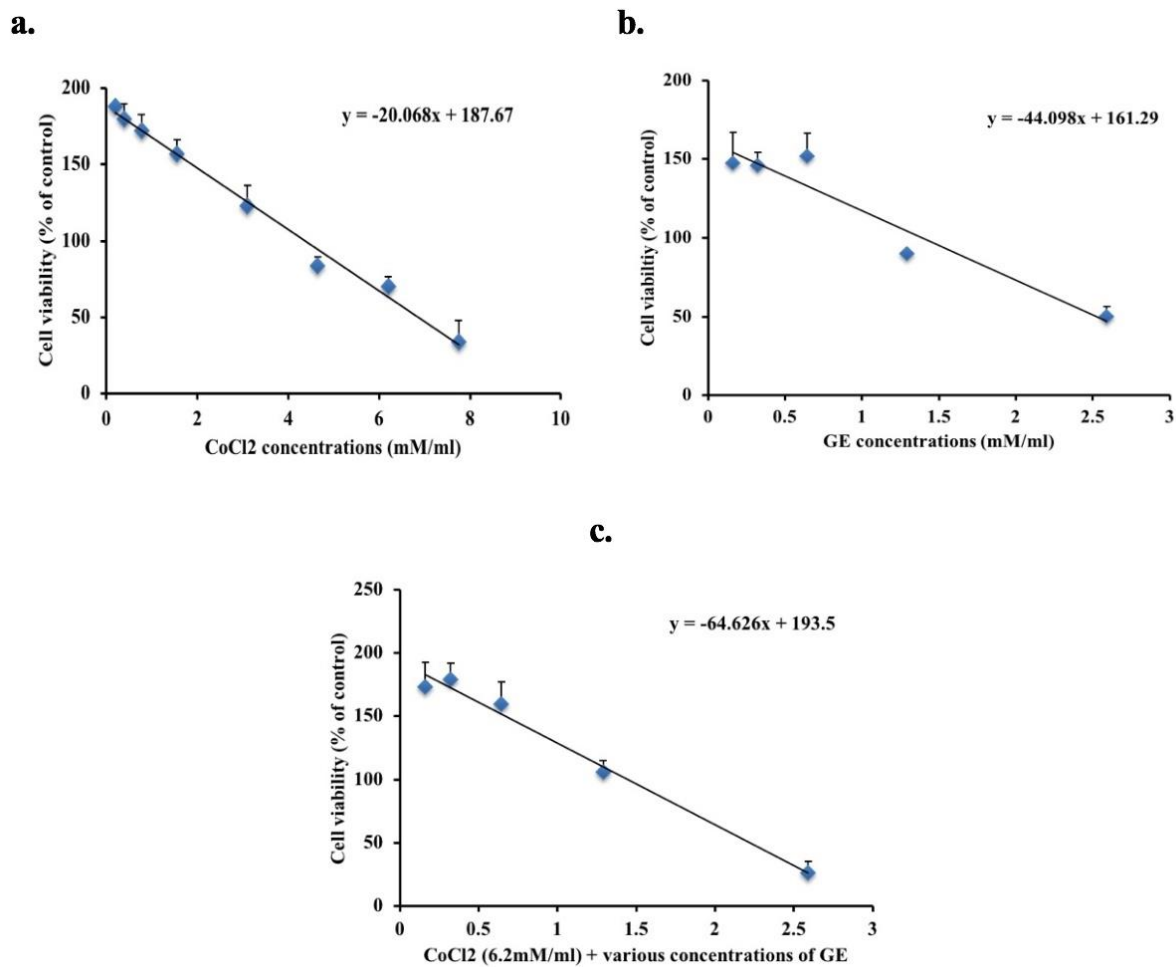 a.
200
150
100
50
0
Cell viability (% of control)
y = -20.068x + 187.67
0 2 4 6 8 10
CoCl2 concentrations (mM/ml)
b.
200
150
100
50
0
Cell viabiltiy (% of control)
y = -44.098x + 161.29
0 0.5 1 1.5 2 2.5 3
GE concentrations (mM/ml)
c.
250
200
150
100
50
0
Cell viability (% of control)
y = -64.626x + 193.5
0 0.5 1 1.5 2 2.5 3
CoCl2 (6.2mM/ml) + various concentrations of GE